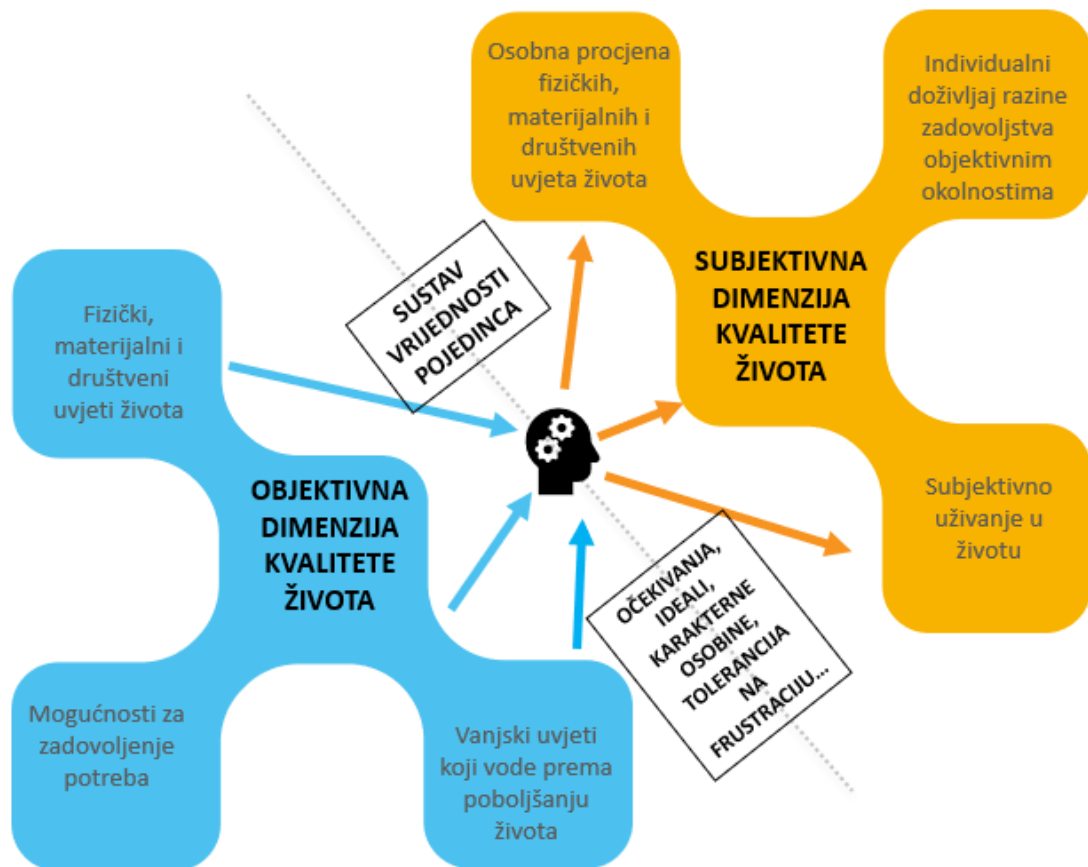 Osobna procjena
fizičkih,
materijalnih i
društvenih
uvjeta života
Individualni
doživljaj razine
zadovoljstva
objektivnim
okolnostima
SUSTAV
VRIJEDNOSTI
POJEDINCA
SUBJEKTIVNA
DIMENZIJA
KVALITETE
ŽIVOTA
Fizički,
materijalni i
društveni
uvjeti života
OBJEKTIVNA
DIMENZIJA
KVALITETE
ŽIVOTA
Subjektivno
uživanje u
životu
OČEKIVANJA,
IDEALI,
KARAKTERNE
OSOBINE,
TOLERANCIJA
NA
FRUSTRACIJU...
Mogućnosti za
zadovoljenje
potreba
Vanjski uvjeti
koji vode prema
poboljšanju
života